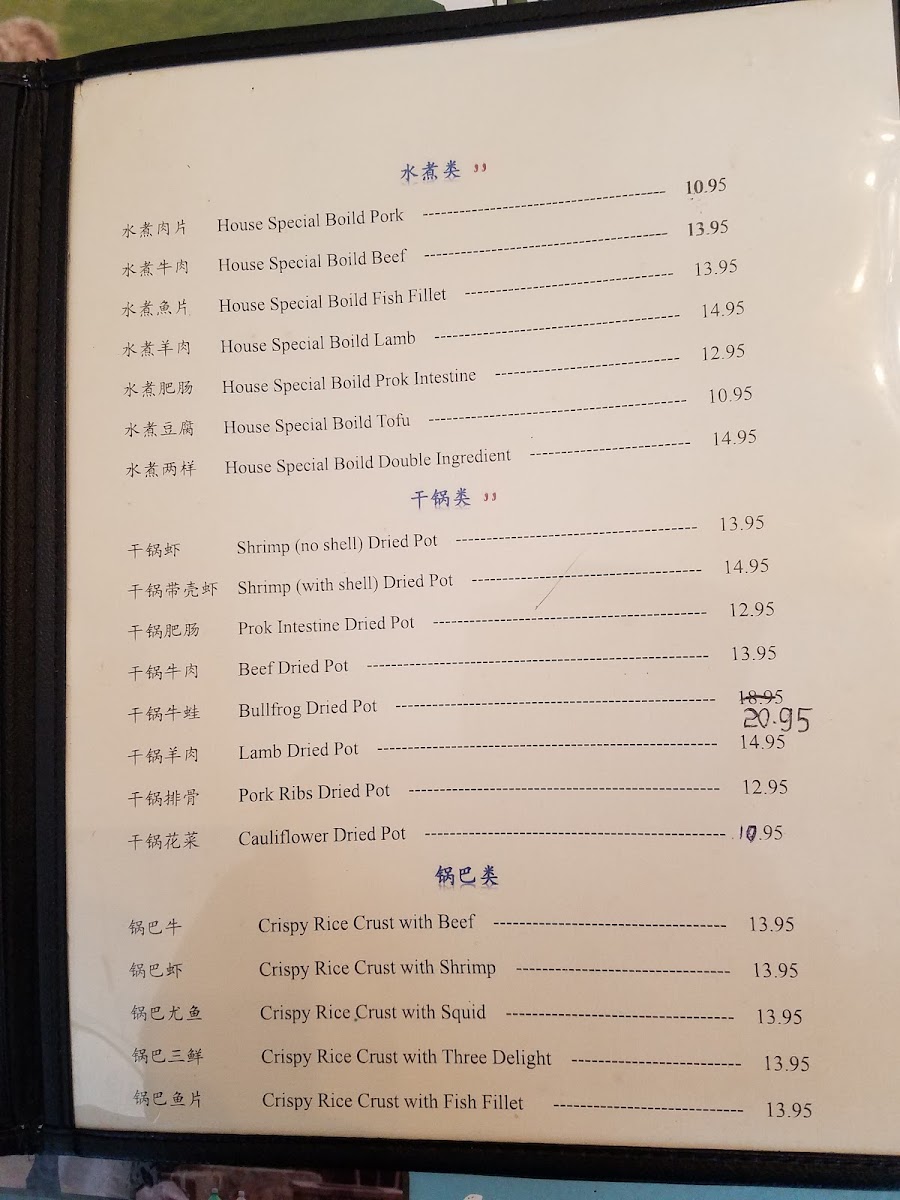 水煮类 ,,
水煮肉片 House Special Boild Pork ---------- 10.95
水煮牛肉 House Special Boild Beef ---------- 13.95
水煮魚片 House Special Boild Fish Fillet ---------- 13.95
水煮羊肉 House Special Boild Lamb ---------- 14.95
水煮肥肠 House Special Boild Prok Intestine ---------- 12.95
水煮豆腐 House Special Boild Tofu ---------- 10.95
水煮两样 House Special Boild Double Ingredient ---------- 14.95
干锅类 ,,
干锅虾 Shrimp (no shell) Dried Pot ---------- 13.95
干锅带壳虾 Shrimp (with shell) Dried Pot ---------- 14.95
干锅肥肠 Prok Intestine Dried Pot ---------- 12.95
干锅牛肉 Beef Dried Pot ---------- 13.95
干锅牛蛙 Bullfrog Dried Pot ---------- 18.95
20.95
干锅羊肉 Lamb Dried Pot ---------- 14.95
干锅排骨 Pork Ribs Dried Pot ---------- 12.95
干锅花菜 Cauliflower Dried Pot ---------- 10.95
锅巴类
锅巴牛 Crispy Rice Crust with Beef ---------- 13.95
锅巴虾 Crispy Rice Crust with Shrimp ---------- 13.95
锅巴尤鱼 Crispy Rice Crust with Squid ---------- 13.95
锅巴三鲜 Crispy Rice Crust with Three Delight ---------- 13.95
锅巴鱼片 Crispy Rice Crust with Fish Fillet ---------- 13.95